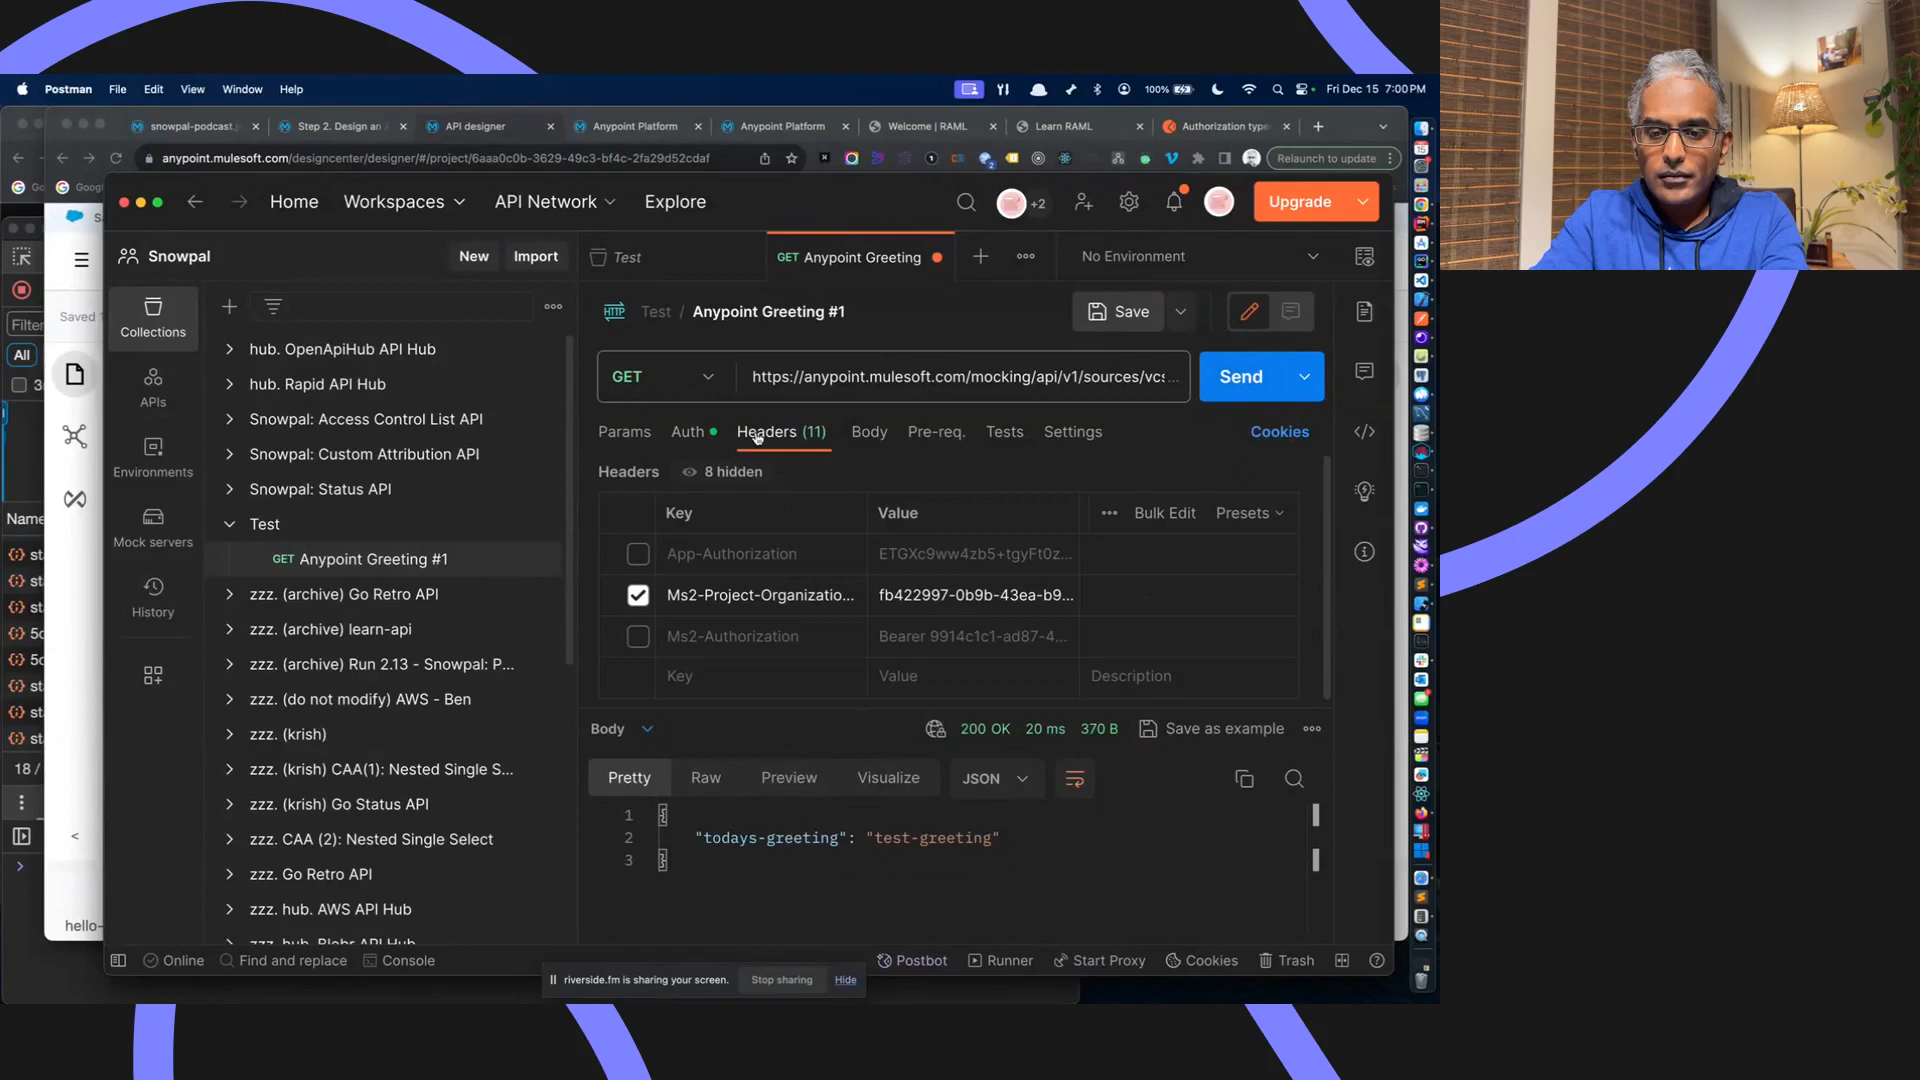 Postman File Edit View Window Help
100% Fri Dec 15 7:00PM
snowpal-podcast.j Step 2. Design an API designer Anypoint Platform Anypoint Platform Welcome | RAML Learn RAML Authorization type
anypoint.mulesoft.com/designcenter/designer/#/project/6aaa0c0b-3629-49c3-bf4c-2fa29d52cdaf Relaunch to update
Home Workspaces API Network Explore +2 Upgrade
Snowpal New Import
Test GET Anypoint Greeting No Environment
Filter
Saved
All
Name
18 /
hello-
Collections
APIs
Environments
Mock servers
History
hub. OpenApiHub API Hub
hub. Rapid API Hub
Snowpal: Access Control List API
Snowpal: Custom Attribution API
Snowpal: Status API
Test
GET Anypoint Greeting #1
zzz. (archive) Go Retro API
zzz. (archive) learn-api
zzz. (archive) Run 2.13 - Snowpal: P...
zzz. (do not modify) AWS - Ben
zzz. (krish)
zzz. (krish) CAA(1): Nested Single S...
zzz. (krish) Go Status API
zzz. CAA (2): Nested Single Select
zzz. Go Retro API
zzz. hub. AWS API Hub
zzz. hub. Blobr API Hub
HTTP Test / Anypoint Greeting #1 Save
GET https://anypoint.mulesoft.com/mocking/api/v1/sources/vcs... Send
Params Auth Headers (11) Body Pre-req. Tests Settings Cookies
Headers 8 hidden
Key Value Bulk Edit Presets
App-Authorization ETGXc9ww4zb5+tgyFt0z...
Ms2-Project-Organizatio... fb422997-0b9b-43ea-b9...
Ms2-Authorization Bearer 9914c1c1-ad87-4...
Key Value Description
Body 200 OK 20 ms 370 B Save as example
Pretty Raw Preview Visualize JSON
1 {
2 "todays-greeting": "test-greeting"
3 }
Online Find and replace Console Postbot Runner Start Proxy Cookies Trash
riverside.fm is sharing your screen. Stop sharing Hide